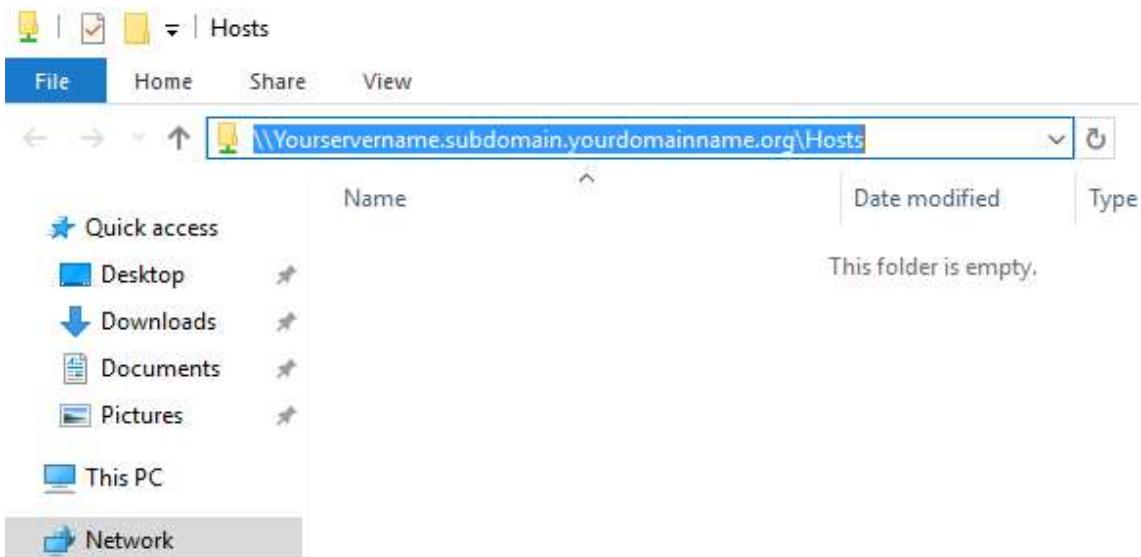 Hosts
File Home Share View
\\Yourservername.subdomain.yourdomainname.org\Hosts
Name Date modified Type
This folder is empty.
Quick access
Desktop
Downloads
Documents
Pictures
This PC
Network